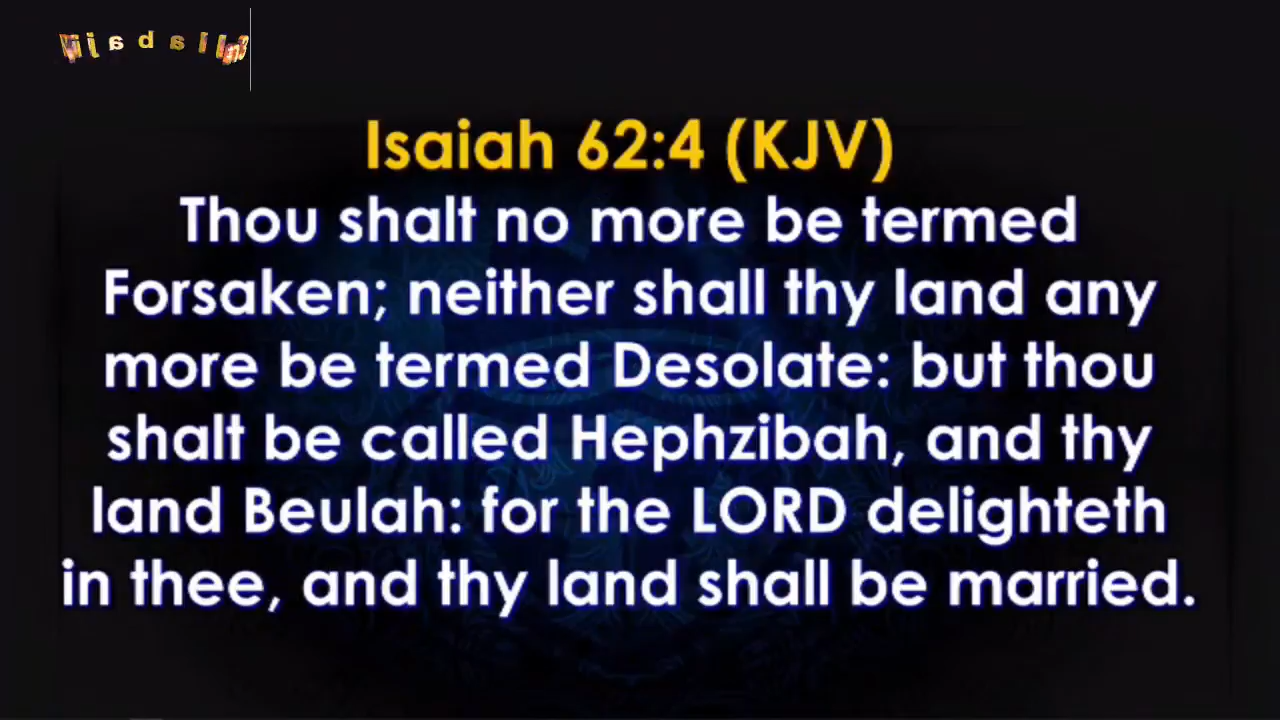 Isaiah 62:4 (KJV)
Thou shalt no more be termed
Forsaken; neither shall thy land any
more be termed Desolate: but thou
shalt be called Hephzibah, and thy
land Beulah: for the LORD delighteth
in thee, and thy land shall be married.